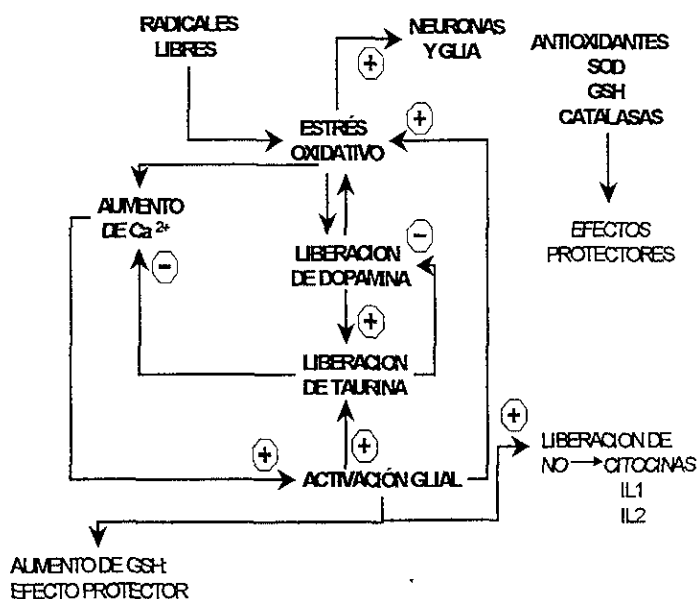 RADICALES
LIBRES
NEURONAS
Y GLIA
ANTIOXIDANTES
SOD
GSH
CATALASAS
+
+
ESTRÉS
OXIDATIVO
AUMENTO
DE Ca 2+
EFECTOS
PROTECTORES
−
−
LIBERACION
DE DOPAMINA
+
LIBERACION
DE TAURINA
+
+
ACTIVACIÓN GLIAL
+
LIBERACION DE
NO → CITOCINAS
IL1
IL2
AUMENTO DE GSH:
EFECTO PROTECTOR